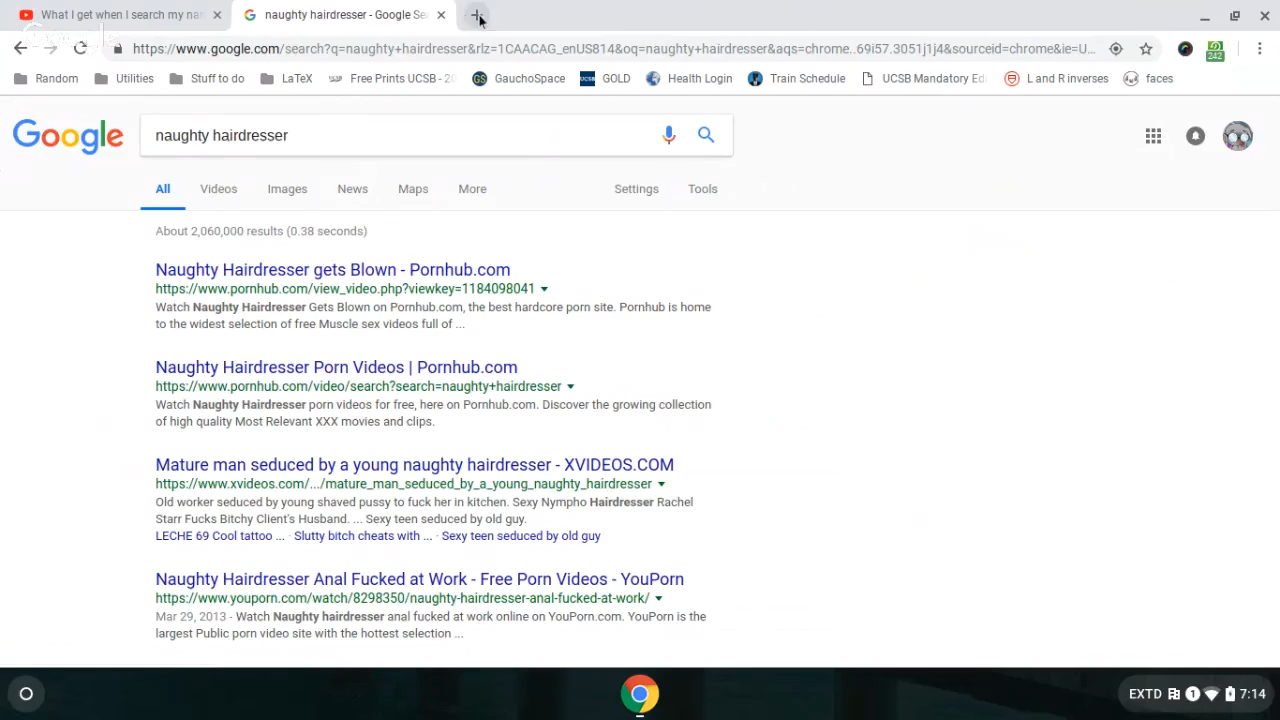 What I get when I search my nam
naughty hairdresser - Google Se
https://www.google.com/search?q=naughty+hairdresser&rlz=1CAACAG_enUS814&oq=naughty+hairdresser&aqs=chrome..69i57.3051j1j4&sourceid=chrome&ie=U...
Random Utilities Stuff to do LaTeX Free Prints UCSB - 20 GauchoSpace GOLD Health Login Train Schedule UCSB Mandatory Ed L and R inverses faces
242
Google naughty hairdresser
All Videos Images News Maps More Settings Tools
About 2,060,000 results (0.38 seconds)
Naughty Hairdresser gets Blown - Pornhub.com
https://www.pornhub.com/view_video.php?viewkey=1184098041
Watch Naughty Hairdresser Gets Blown on Pornhub.com, the best hardcore porn site. Pornhub is home
to the widest selection of free Muscle sex videos full of ...
Naughty Hairdresser Porn Videos | Pornhub.com
https://www.pornhub.com/video/search?search=naughty+hairdresser
Watch Naughty Hairdresser porn videos for free, here on Pornhub.com. Discover the growing collection
of high quality Most Relevant XXX movies and clips.
Mature man seduced by a young naughty hairdresser - XVIDEOS.COM
https://www.xvideos.com/.../mature_man_seduced_by_a_young_naughty_hairdresser
Old worker seduced by young shaved pussy to fuck her in kitchen. Sexy Nympho Hairdresser Rachel
Starr Fucks Bitchy Client's Husband. ... Sexy teen seduced by old guy.
LECHE 69 Cool tattoo ... · Slutty bitch cheats with ... · Sexy teen seduced by old guy
Naughty Hairdresser Anal Fucked at Work - Free Porn Videos - YouPorn
https://www.youporn.com/watch/8298350/naughty-hairdresser-anal-fucked-at-work/
Mar 29, 2013 - Watch Naughty hairdresser anal fucked at work online on YouPorn.com. YouPorn is the
largest Public porn video site with the hottest selection ...
EXTD 1 7:14